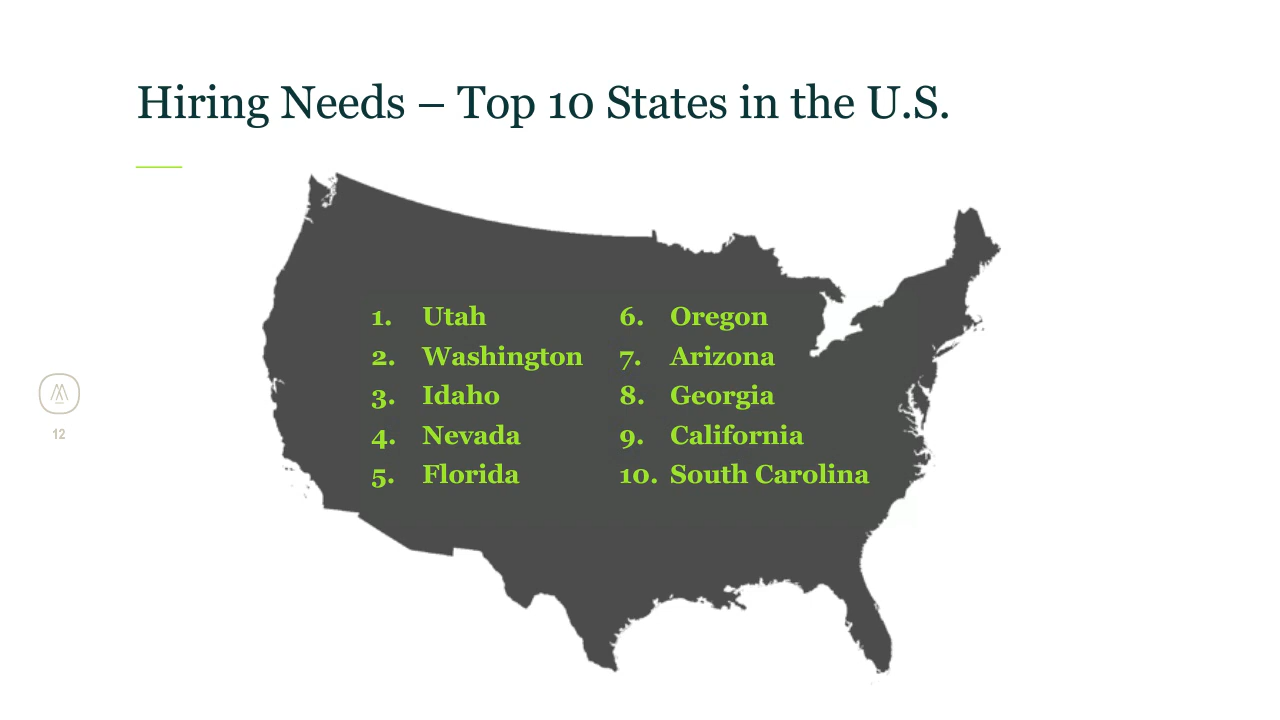 Hiring Needs – Top 10 States in the U.S.
1. Utah
2. Washington
3. Idaho
4. Nevada
5. Florida
6. Oregon
7. Arizona
8. Georgia
9. California
10. South Carolina
12